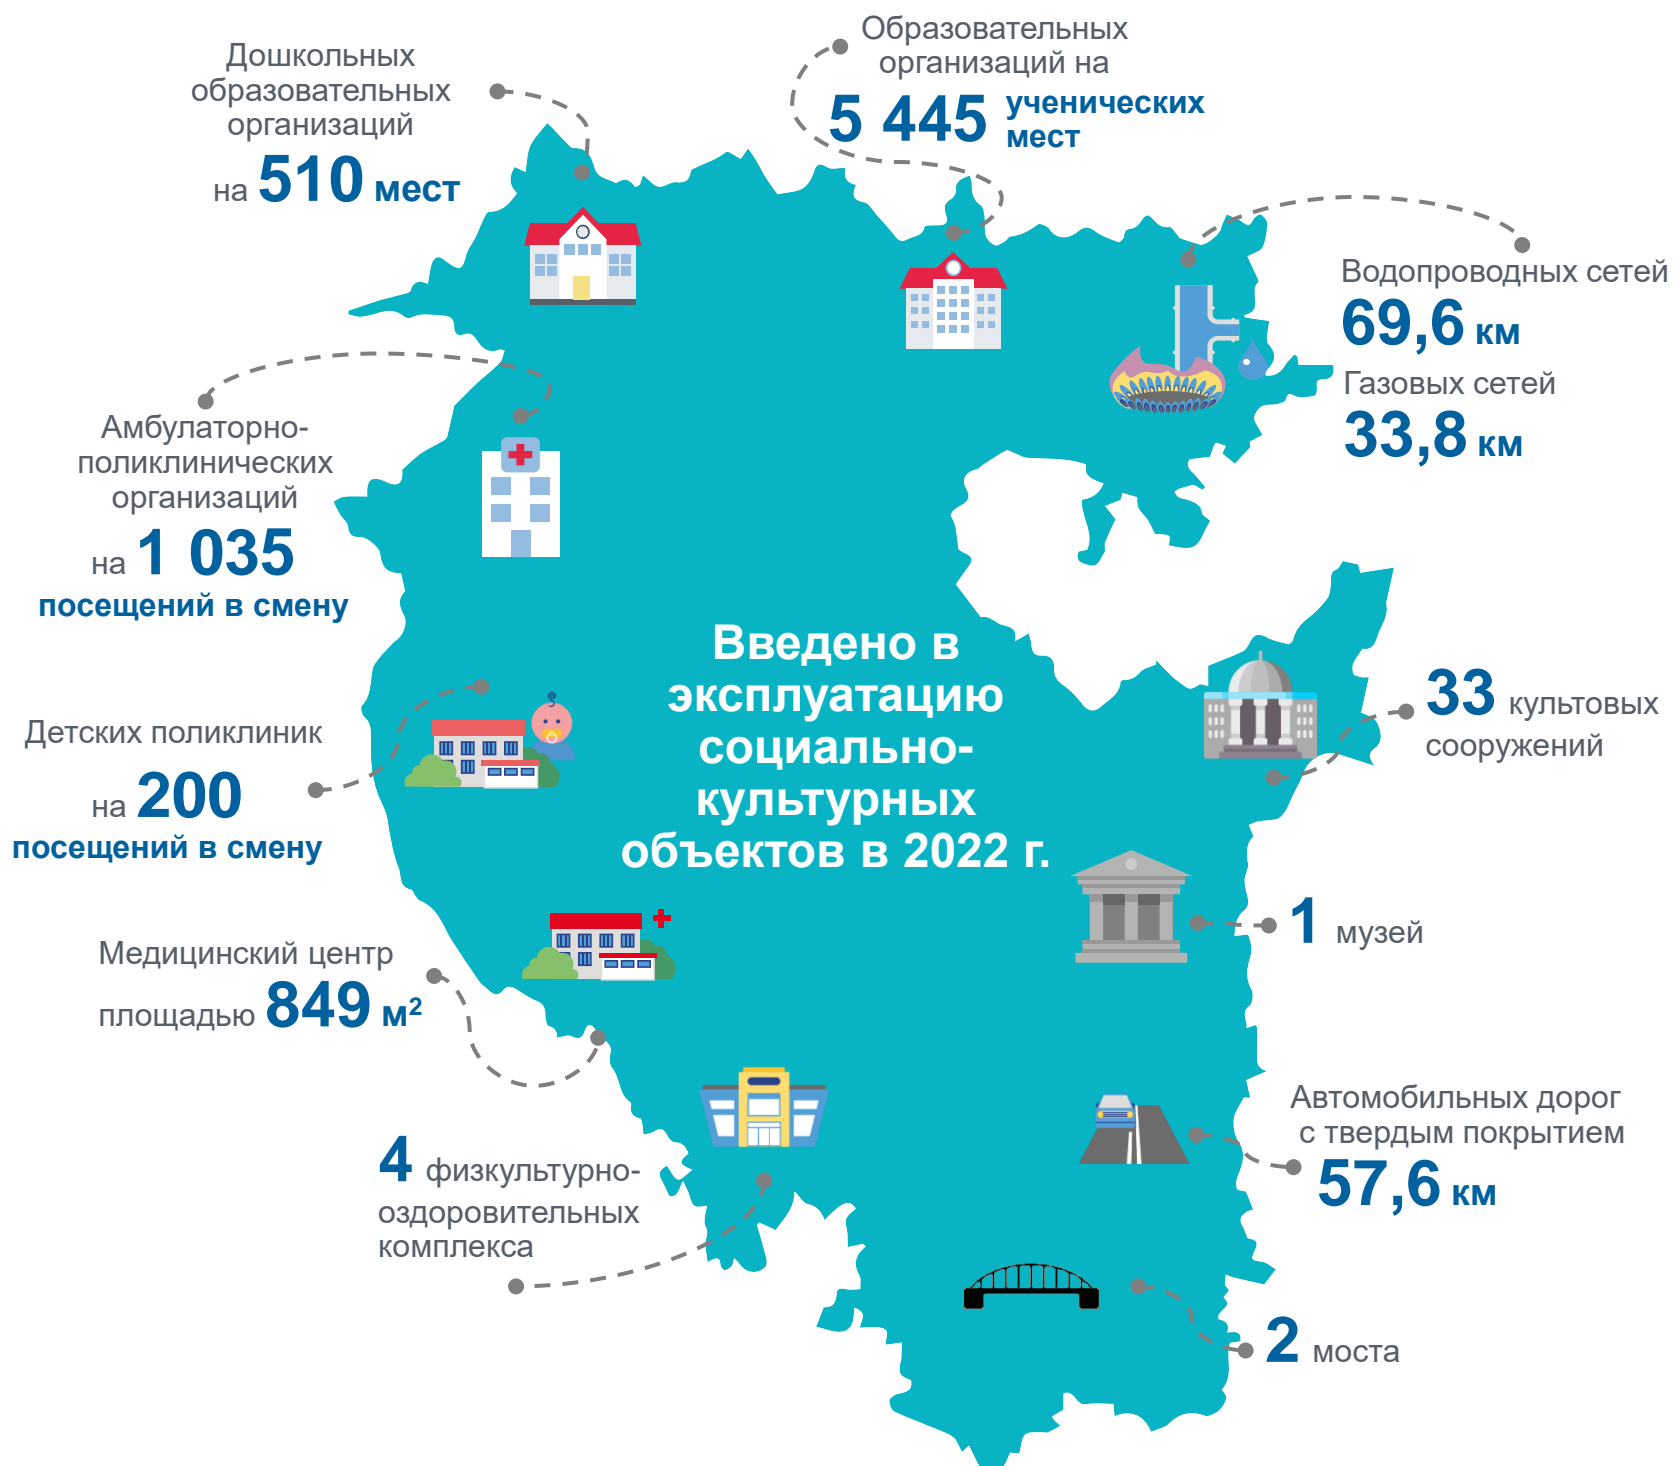 Дошкольных
образовательных
организаций
на 510 мест
Образовательных
организаций на
5 445 ученических
мест
Водопроводных сетей
69,6 км
Газовых сетей
33,8 км
Амбулаторно-
поликлинических
организаций
на 1 035
посещений в смену
Введено в
эксплуатацию
социально-
культурных
объектов в 2022 г.
33 культовых
сооружений
Детских поликлиник
на 200
посещений в смену
1 музей
Медицинский центр
площадью 849 м²
Автомобильных дорог
с твердым покрытием
57,6 км
4 физкультурно-
оздоровительных
комплекса
2 моста